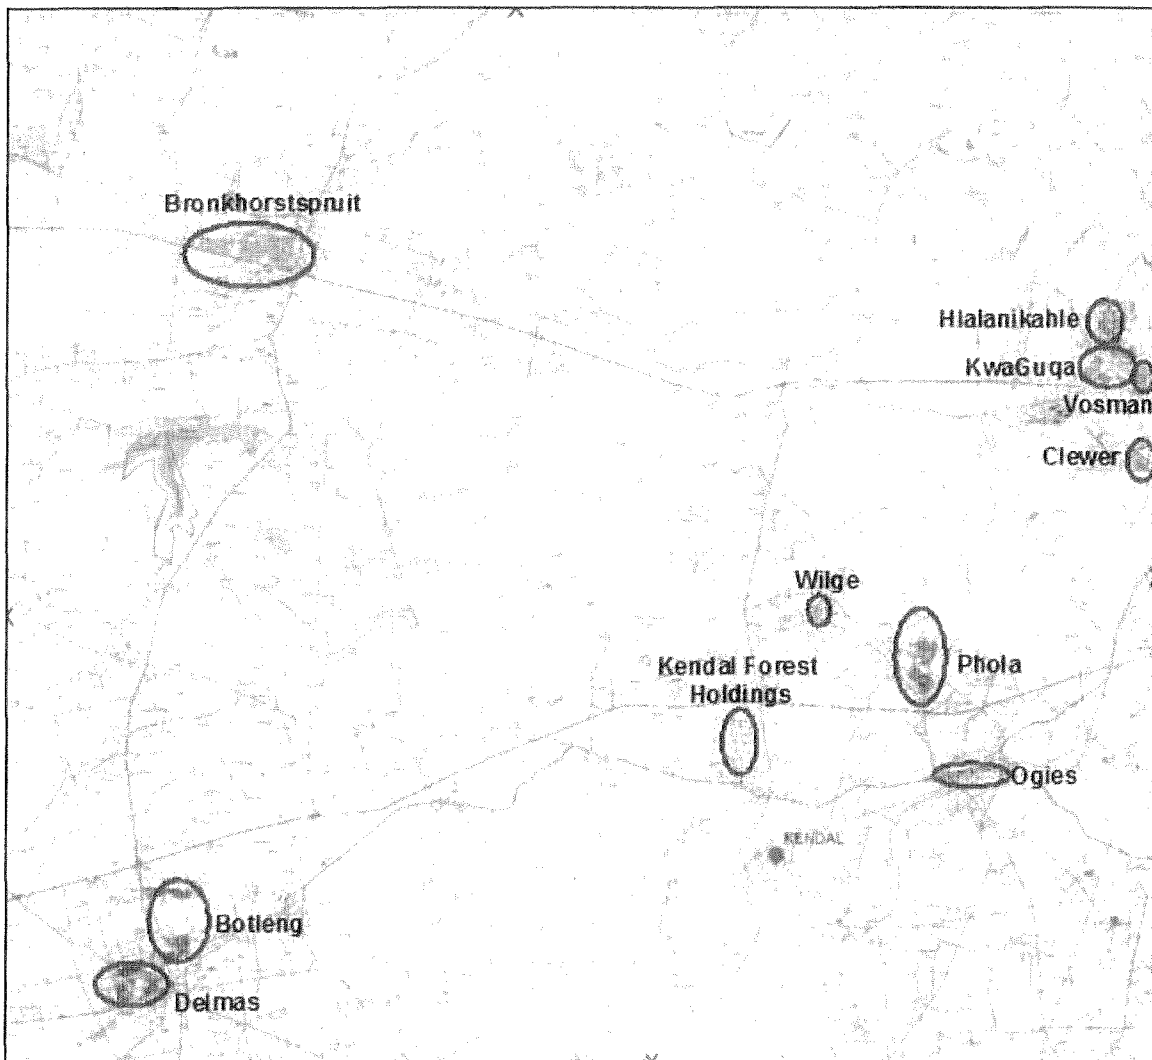 Bronkhorstspruit
Hlalanikahle
KwaGuqa
Vosman
Clewer
Wilge
Kendal Forest
Holdings
Phola
Ogies
KENDAL
Botleng
Delmas